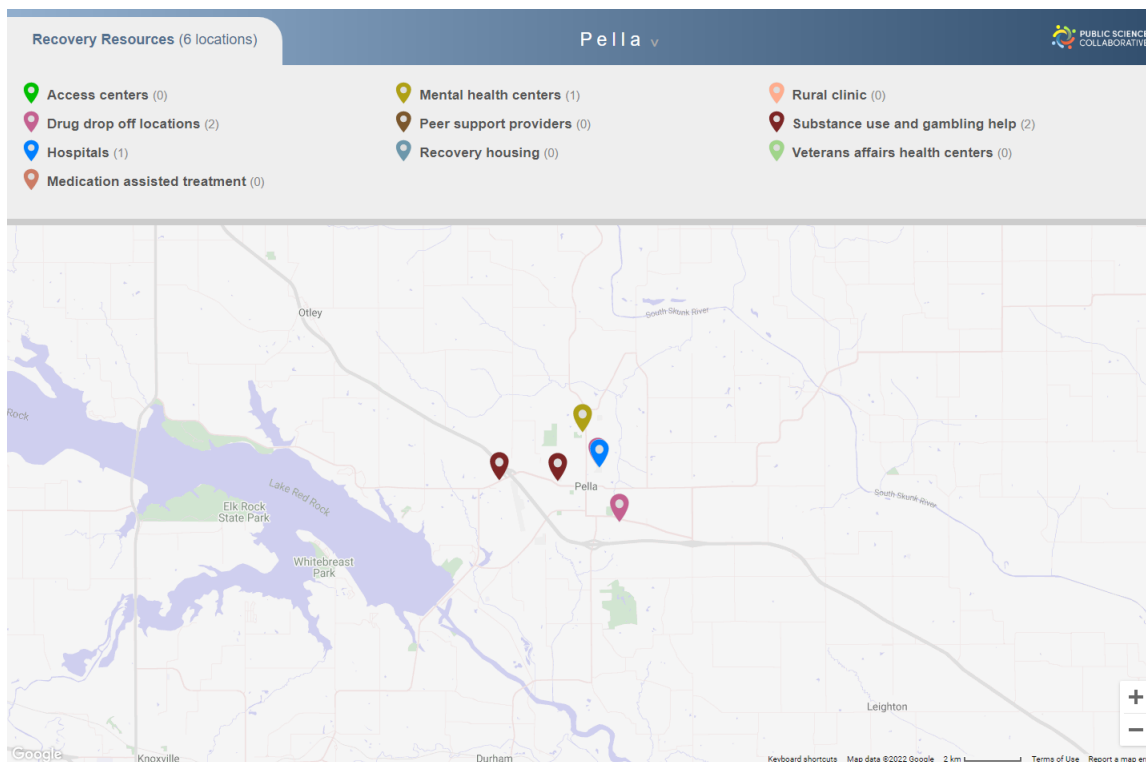 Recovery Resources (6 locations)
Pella v
PUBLIC SCIENCE
COLLABORATIVE
Access centers (0)
Mental health centers (1)
Rural clinic (0)
Drug drop off locations (2)
Peer support providers (0)
Substance use and gambling help (2)
Hospitals (1)
Recovery housing (0)
Veterans affairs health centers (0)
Medication assisted treatment (0)
Otley
South Skunk River
Rock
Lake Red Rock
Pella
Elk Rock
State Park
South Skunk River
Whitebreast
Park
Leighton
+
−
Google
Knoxville
Durham
Keyboard shortcuts
Map data ©2022 Google
2 km
Terms of Use
Report a map er